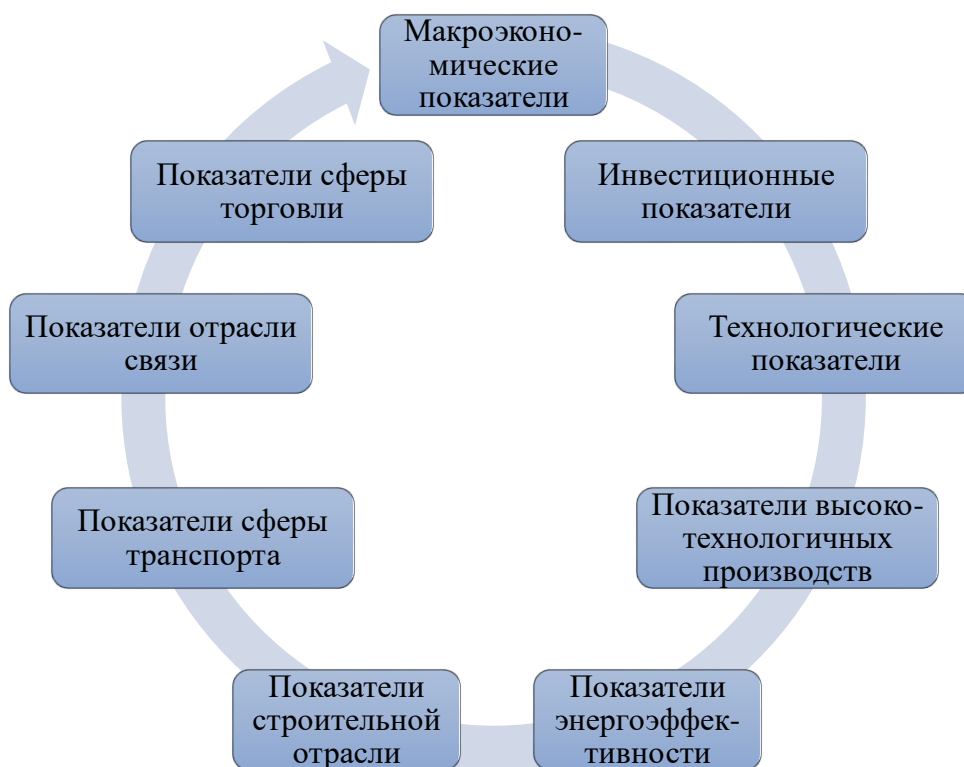 Макроэконо-
мические
показатели
Инвестиционные
показатели
Технологические
показатели
Показатели высоко-
технологичных
производств
Показатели
энергоэффек-
тивности
Показатели
строительной
отрасли
Показатели сферы
транспорта
Показатели отрасли
связи
Показатели сферы
торговли